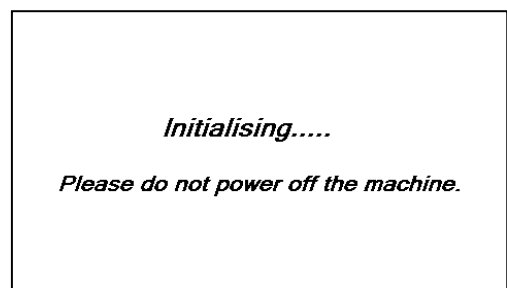 Initialising.....
Please do not power off the machine.